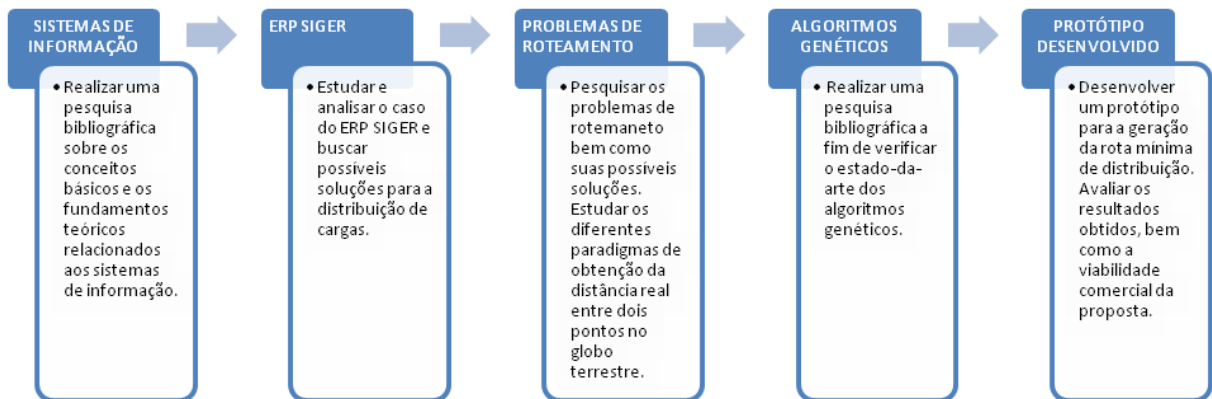 SISTEMAS DE
INFORMAÇÃO
• Realizar uma
pesquisa
bibliográfica
sobre os
conceitos
básicos e os
fundamentos
teóricos
relacionados
aos sistemas
de informação.
ERP SIGER
• Estudar e
analisar o caso
do ERP SIGER e
buscar
possíveis
soluções para a
distribuição de
cargas.
PROBLEMAS DE
ROTEAMENTO
• Pesquisar os
problemas de
rotemaneto
bem como
suas possíveis
soluções.
Estudar os
diferentes
paradigmas de
obtenção da
distância real
entre dois
pontos no
globo
terrestre.
ALGORITMOS
GENÉTICOS
• Realizar uma
pesquisa
bibliográfica a
fim de verificar
o estado-da-
arte dos
algoritmos
genéticos.
PROTÓTIPO
DESENVOLVIDO
• Desenvolver
um protótipo
para a geração
da rota mínima
de distribuição.
Avaliar os
resultados
obtidos, bem
como a
viabilidade
comercial da
proposta.